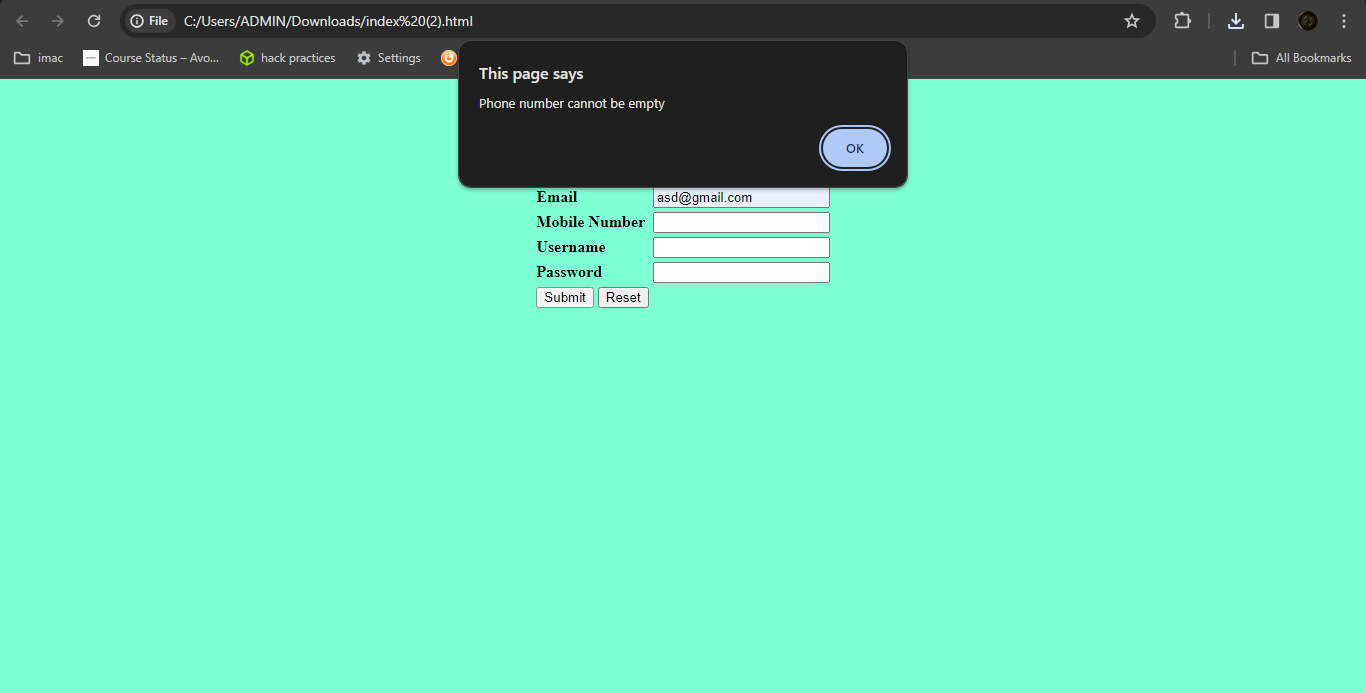 File C:/Users/ADMIN/Downloads/index%20(2).html
imac Course Status – Avo... hack practices Settings All Bookmarks
This page says
Phone number cannot be empty
OK
Email asd@gmail.com
Mobile Number
Username
Password
Submit Reset